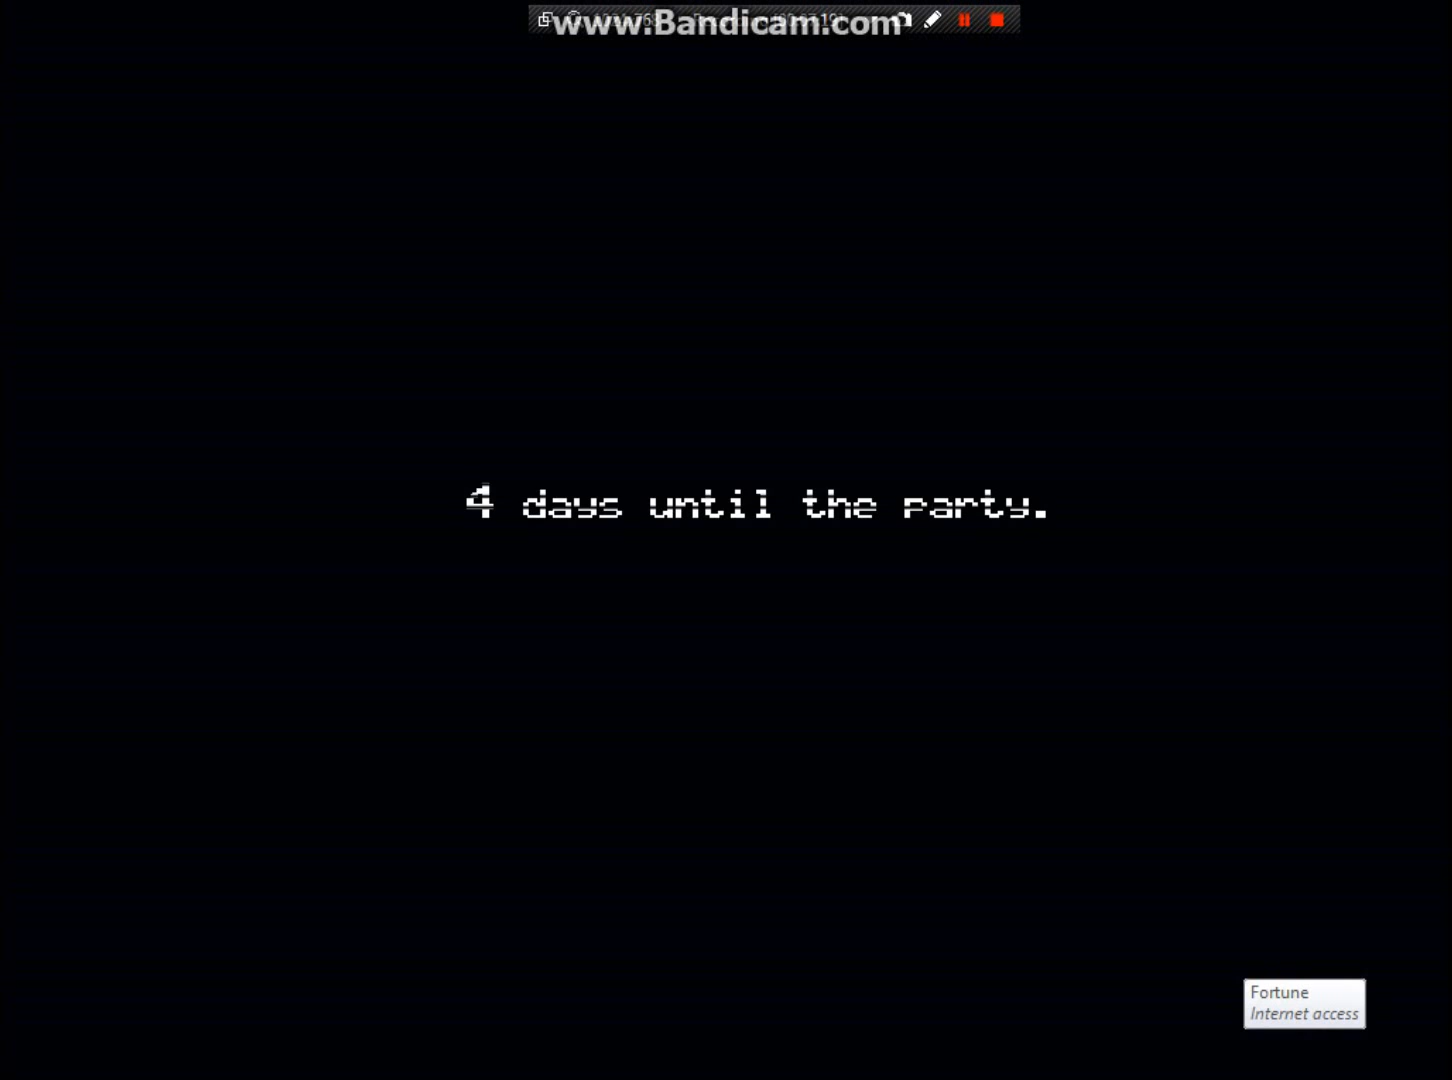 www.Bandicam.com
4 days until the party.
Fortune
Internet access